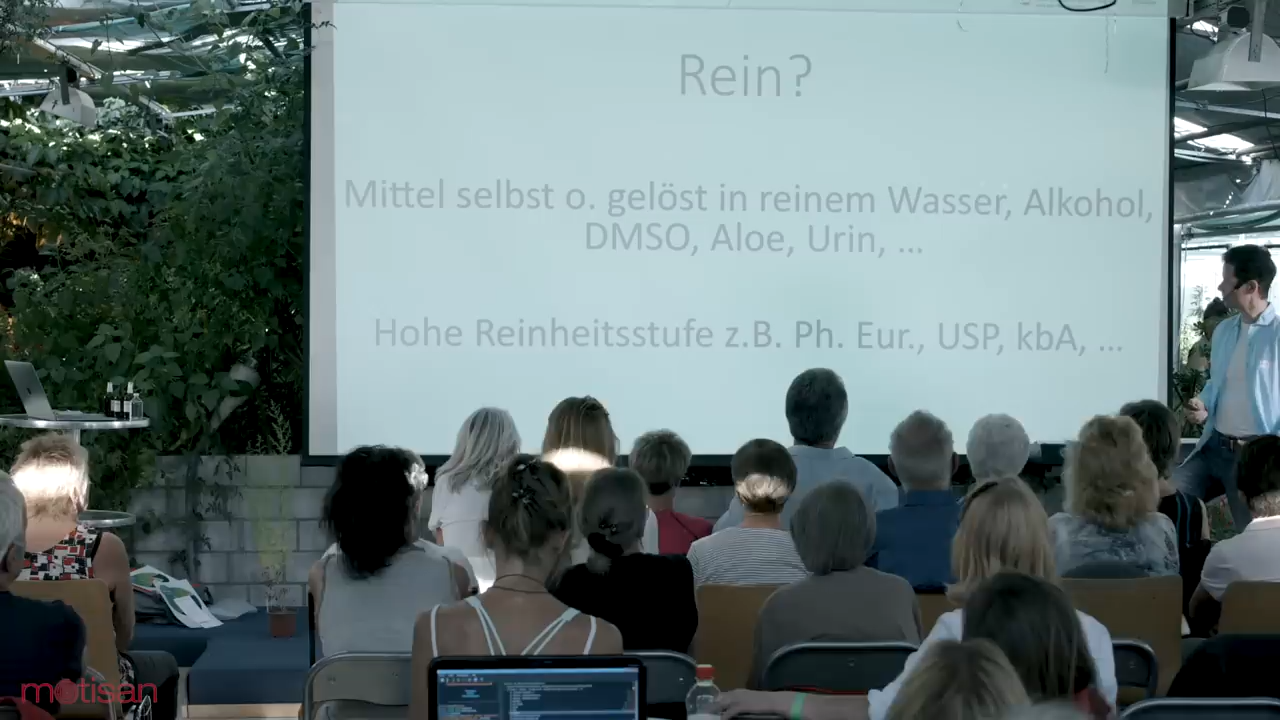 Rein?
Mittel selbst o. gelöst in reinem Wasser, Alkohol,
DMSO, Aloe, Urin, ...
Hohe Reinheitsstufe z.B. Ph. Eur., USP, kbA, ...
motisan